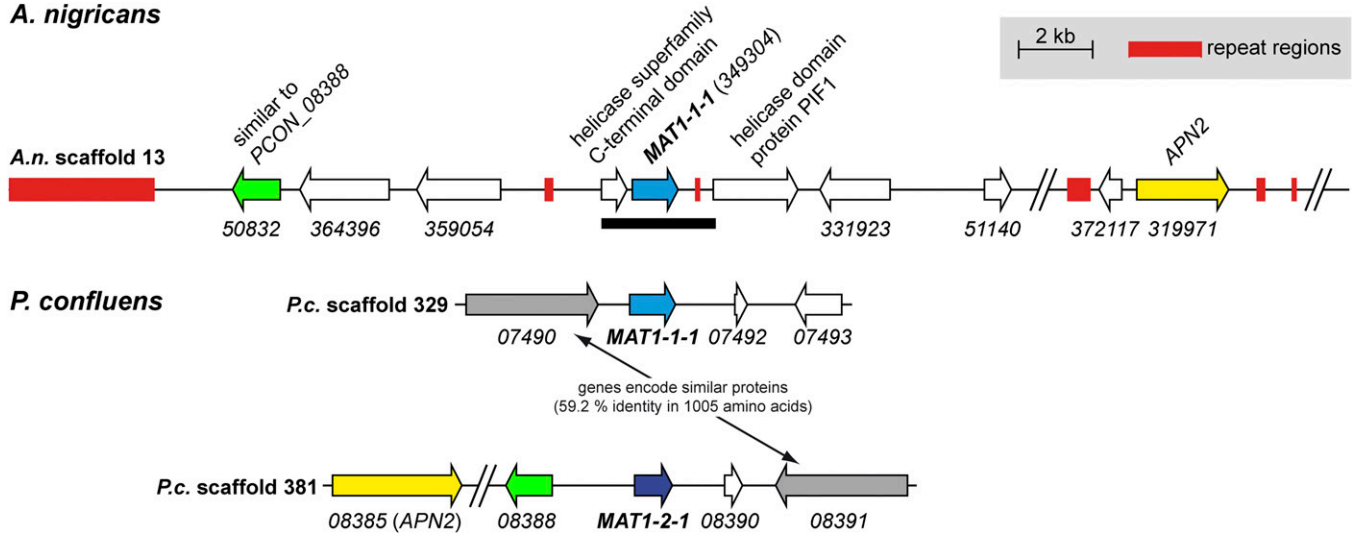 A. nigricans
2 kb
repeat regions
similar to
PCON_08388
helicase superfamily
C-terminal domain
MAT1-1-1 (349304)
helicase domain
protein PIF1
APN2
A.n. scaffold 13
50832 364396 359054 331923 51140 372117 319971
P. confluens
P.c. scaffold 329
07490 MAT1-1-1 07492 07493
genes encode similar proteins
(59.2 % identity in 1005 amino acids)
P.c. scaffold 381
08385 (APN2) 08388 MAT1-2-1 08390 08391